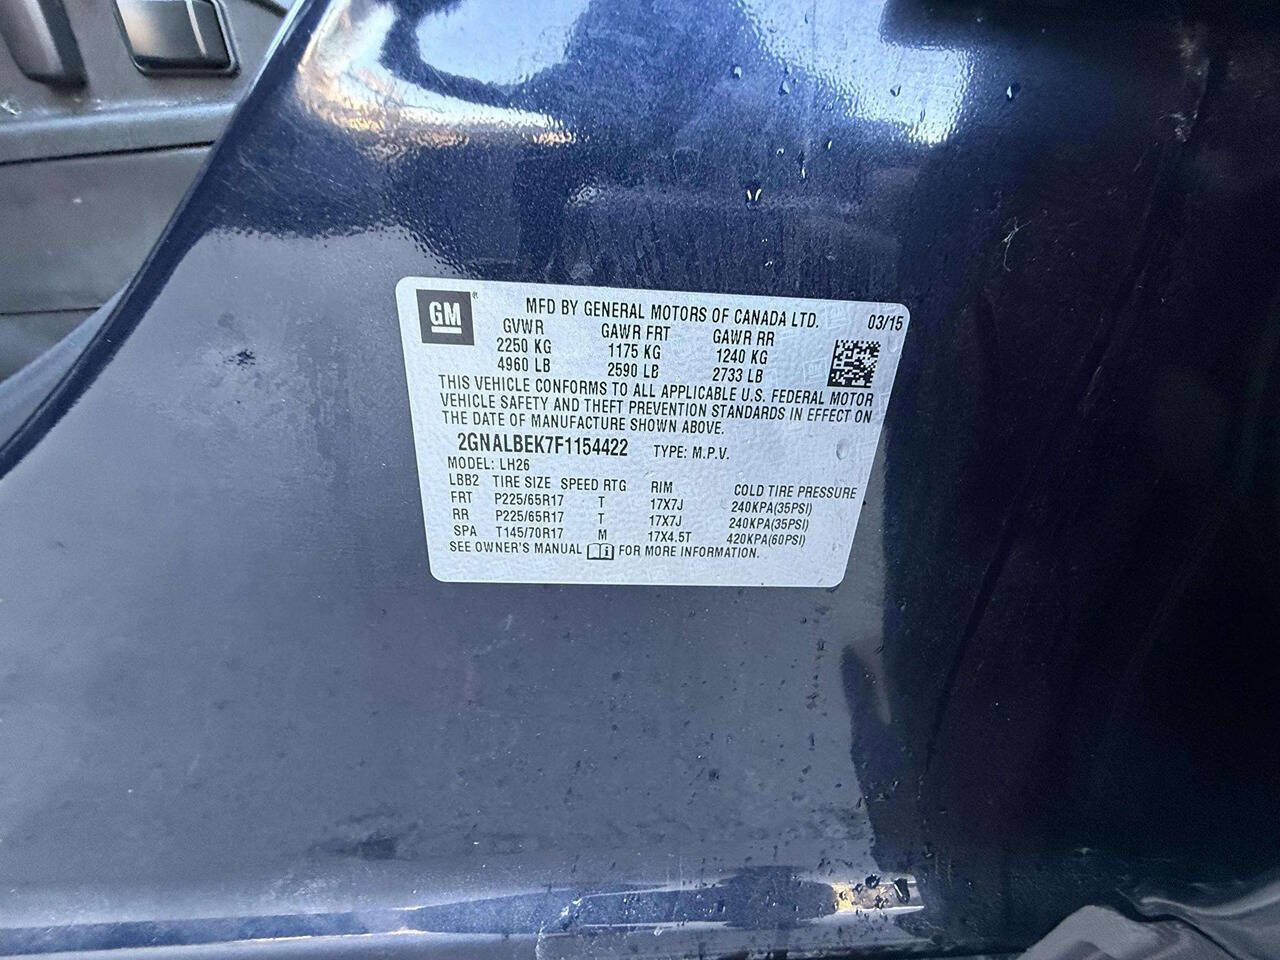 GM
MFD BY GENERAL MOTORS OF CANADA LTD. 03/15
GVWR GAWR FRT GAWR RR
2250 KG 1175 KG 1240 KG
4960 LB 2590 LB 2733 LB
THIS VEHICLE CONFORMS TO ALL APPLICABLE U.S. FEDERAL MOTOR
VEHICLE SAFETY AND THEFT PREVENTION STANDARDS IN EFFECT ON
THE DATE OF MANUFACTURE SHOWN ABOVE.
2GNALBEK7F1154422 TYPE: M.P.V.
MODEL: LH26
LBB2 TIRE SIZE SPEED RTG RIM COLD TIRE PRESSURE
FRT P225/65R17 T 17X7J 240KPA(35PSI)
RR P225/65R17 T 17X7J 240KPA(35PSI)
SPA T145/70R17 M 17X4.5T 420KPA(60PSI)
SEE OWNER'S MANUAL i FOR MORE INFORMATION.